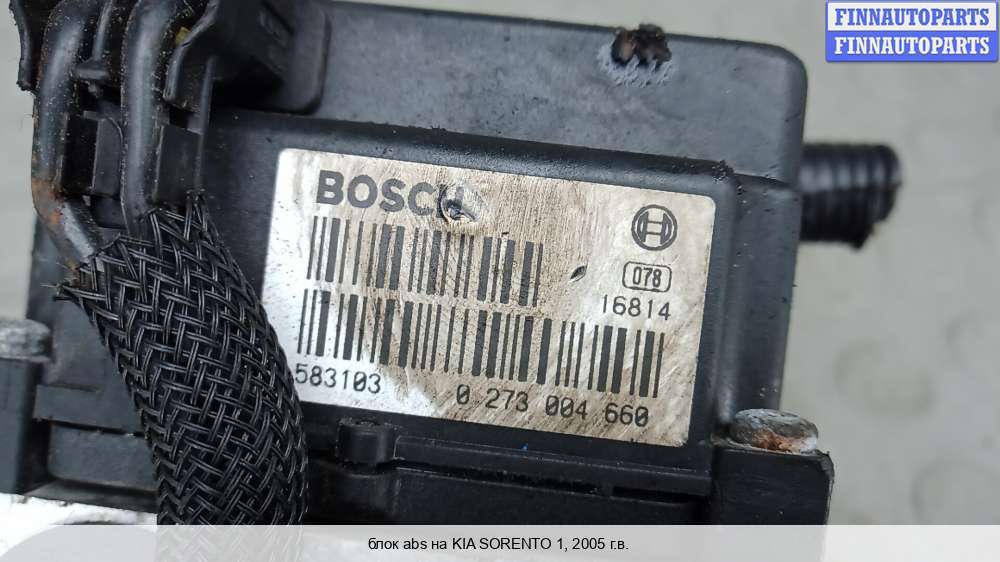 FINNAUTOPARTS
FINNAUTOPARTS
BOSCH
078
16814
583103
0 273 004 660
блок abs на KIA SORENTO 1, 2005 г.в.